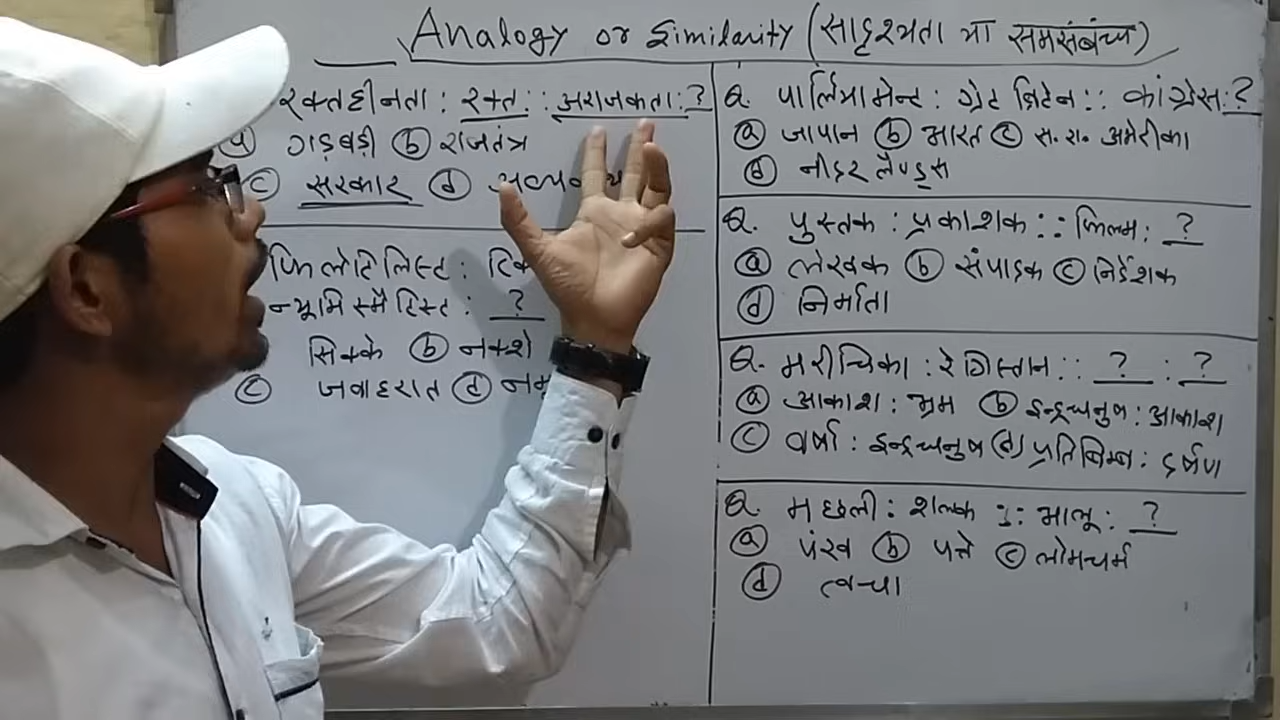 Analogy or Similarity (सादृश्यता या समसंबंध)
रक्तहीनता : रक्त :: अराजकता : ?
(a) गड़बड़ी (b) राजतंत्र
(c) सरकार (d)
फिलेटिलिस्ट :
न्यूमिस्मैटिस्ट : ?
सिक्के (b) नक्शे
(c) जवाहरात (d)
Q. पार्लियामेन्ट : ग्रेट ब्रिटेन :: कांग्रेस : ?
(a) जापान (b) भारत (c) स. रा. अमेरीका
(d) नीदर लैण्ड्स
Q. पुस्तक : प्रकाशक :: फिल्म : ?
(a) लेखक (b) संपादक (c) निर्देशक
(d) निर्माता
Q. मरीचिका : रेगिस्तान :: ? : ?
(a) आकाश : भ्रम (b) इन्द्रधनुष : आकाश
(c) वर्षा : इन्द्रधनुष (d) प्रतिबिम्ब : दर्पण
Q. मछली : शल्क :: भालू : ?
(a) पंख (b) पत्ते (c) लोमचर्म
(d) त्वचा